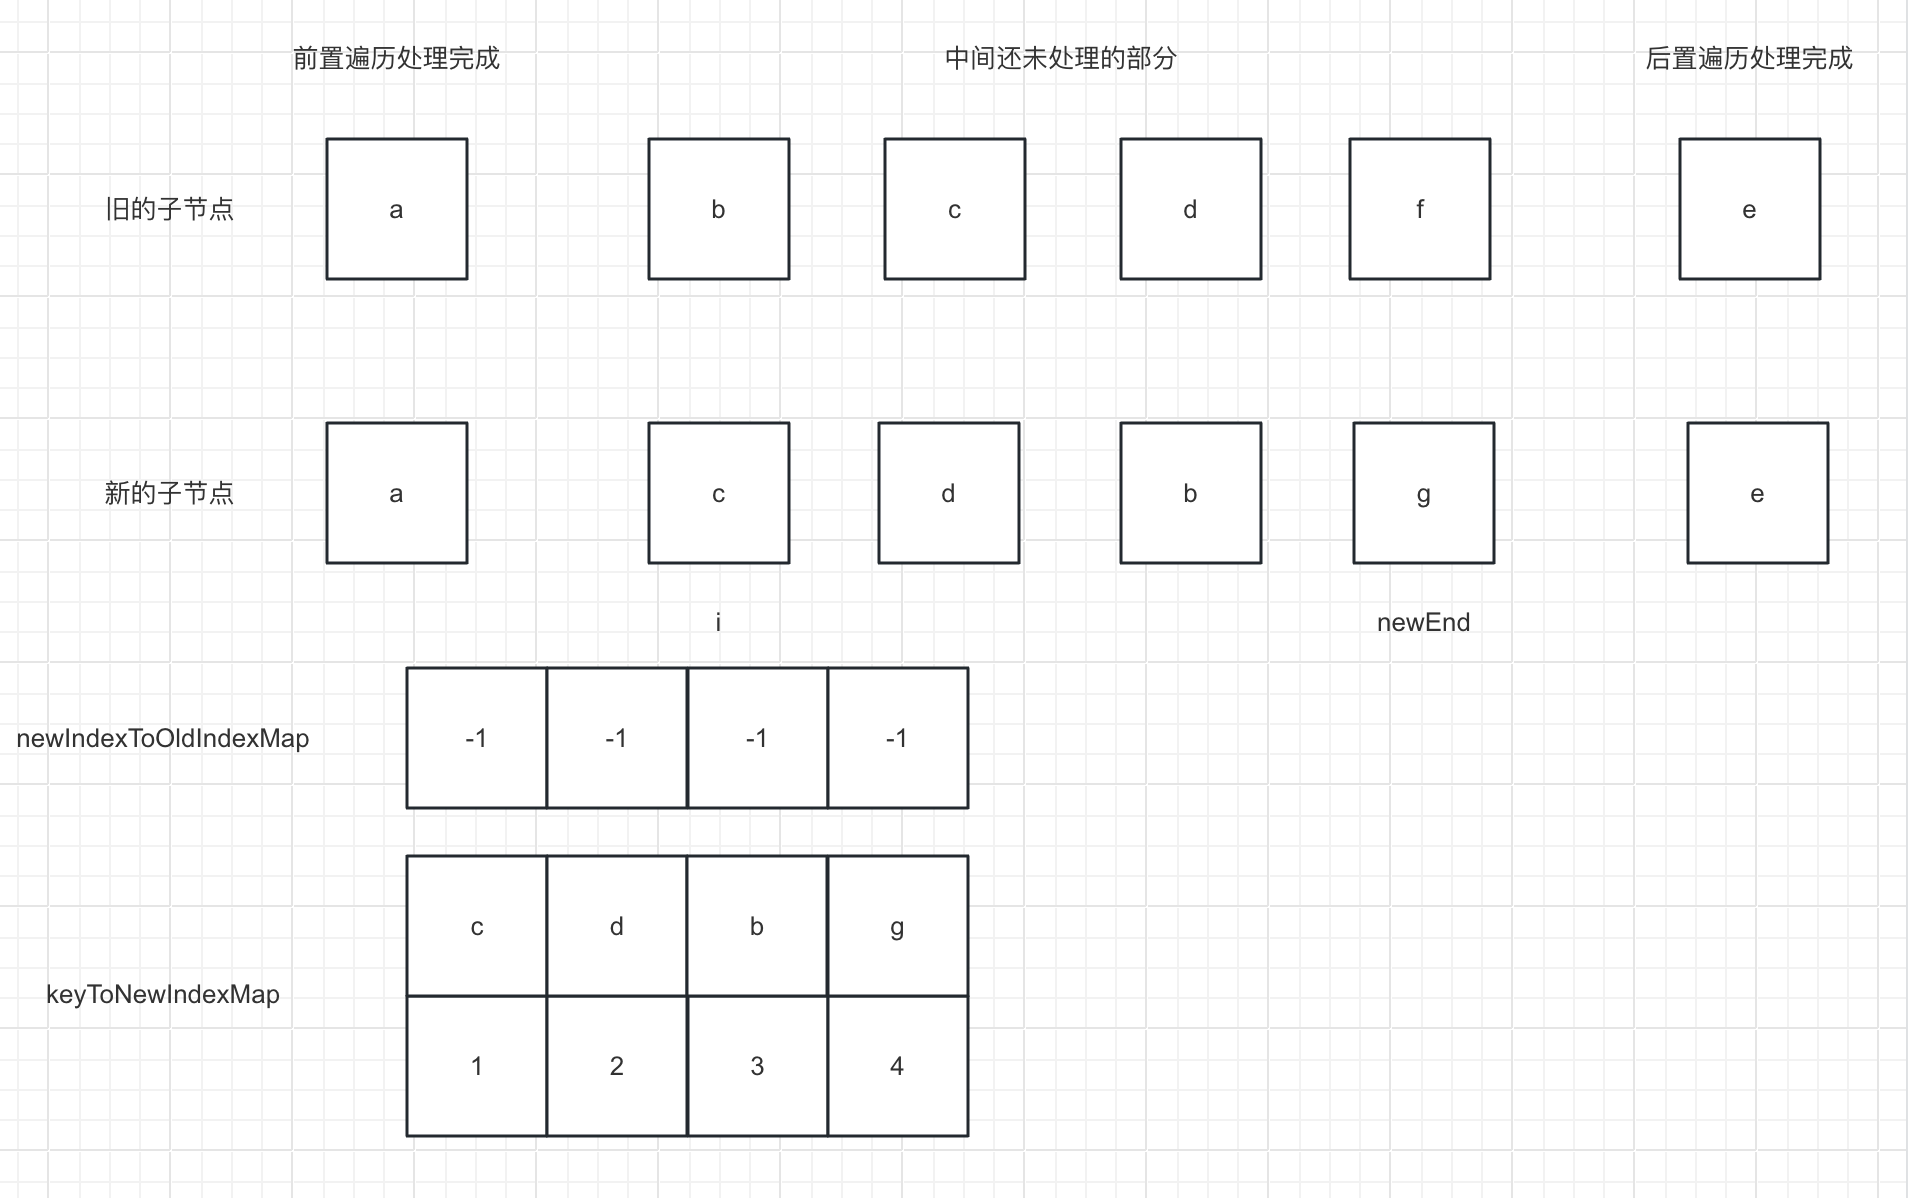 前置遍历处理完成 中间还未处理的部分 后置遍历处理完成
旧的子节点 a b c d f e
新的子节点 a c d b g e
i newEnd
newIndexToOldIndexMap -1 -1 -1 -1
c d b g
keyToNewIndexMap
1 2 3 4